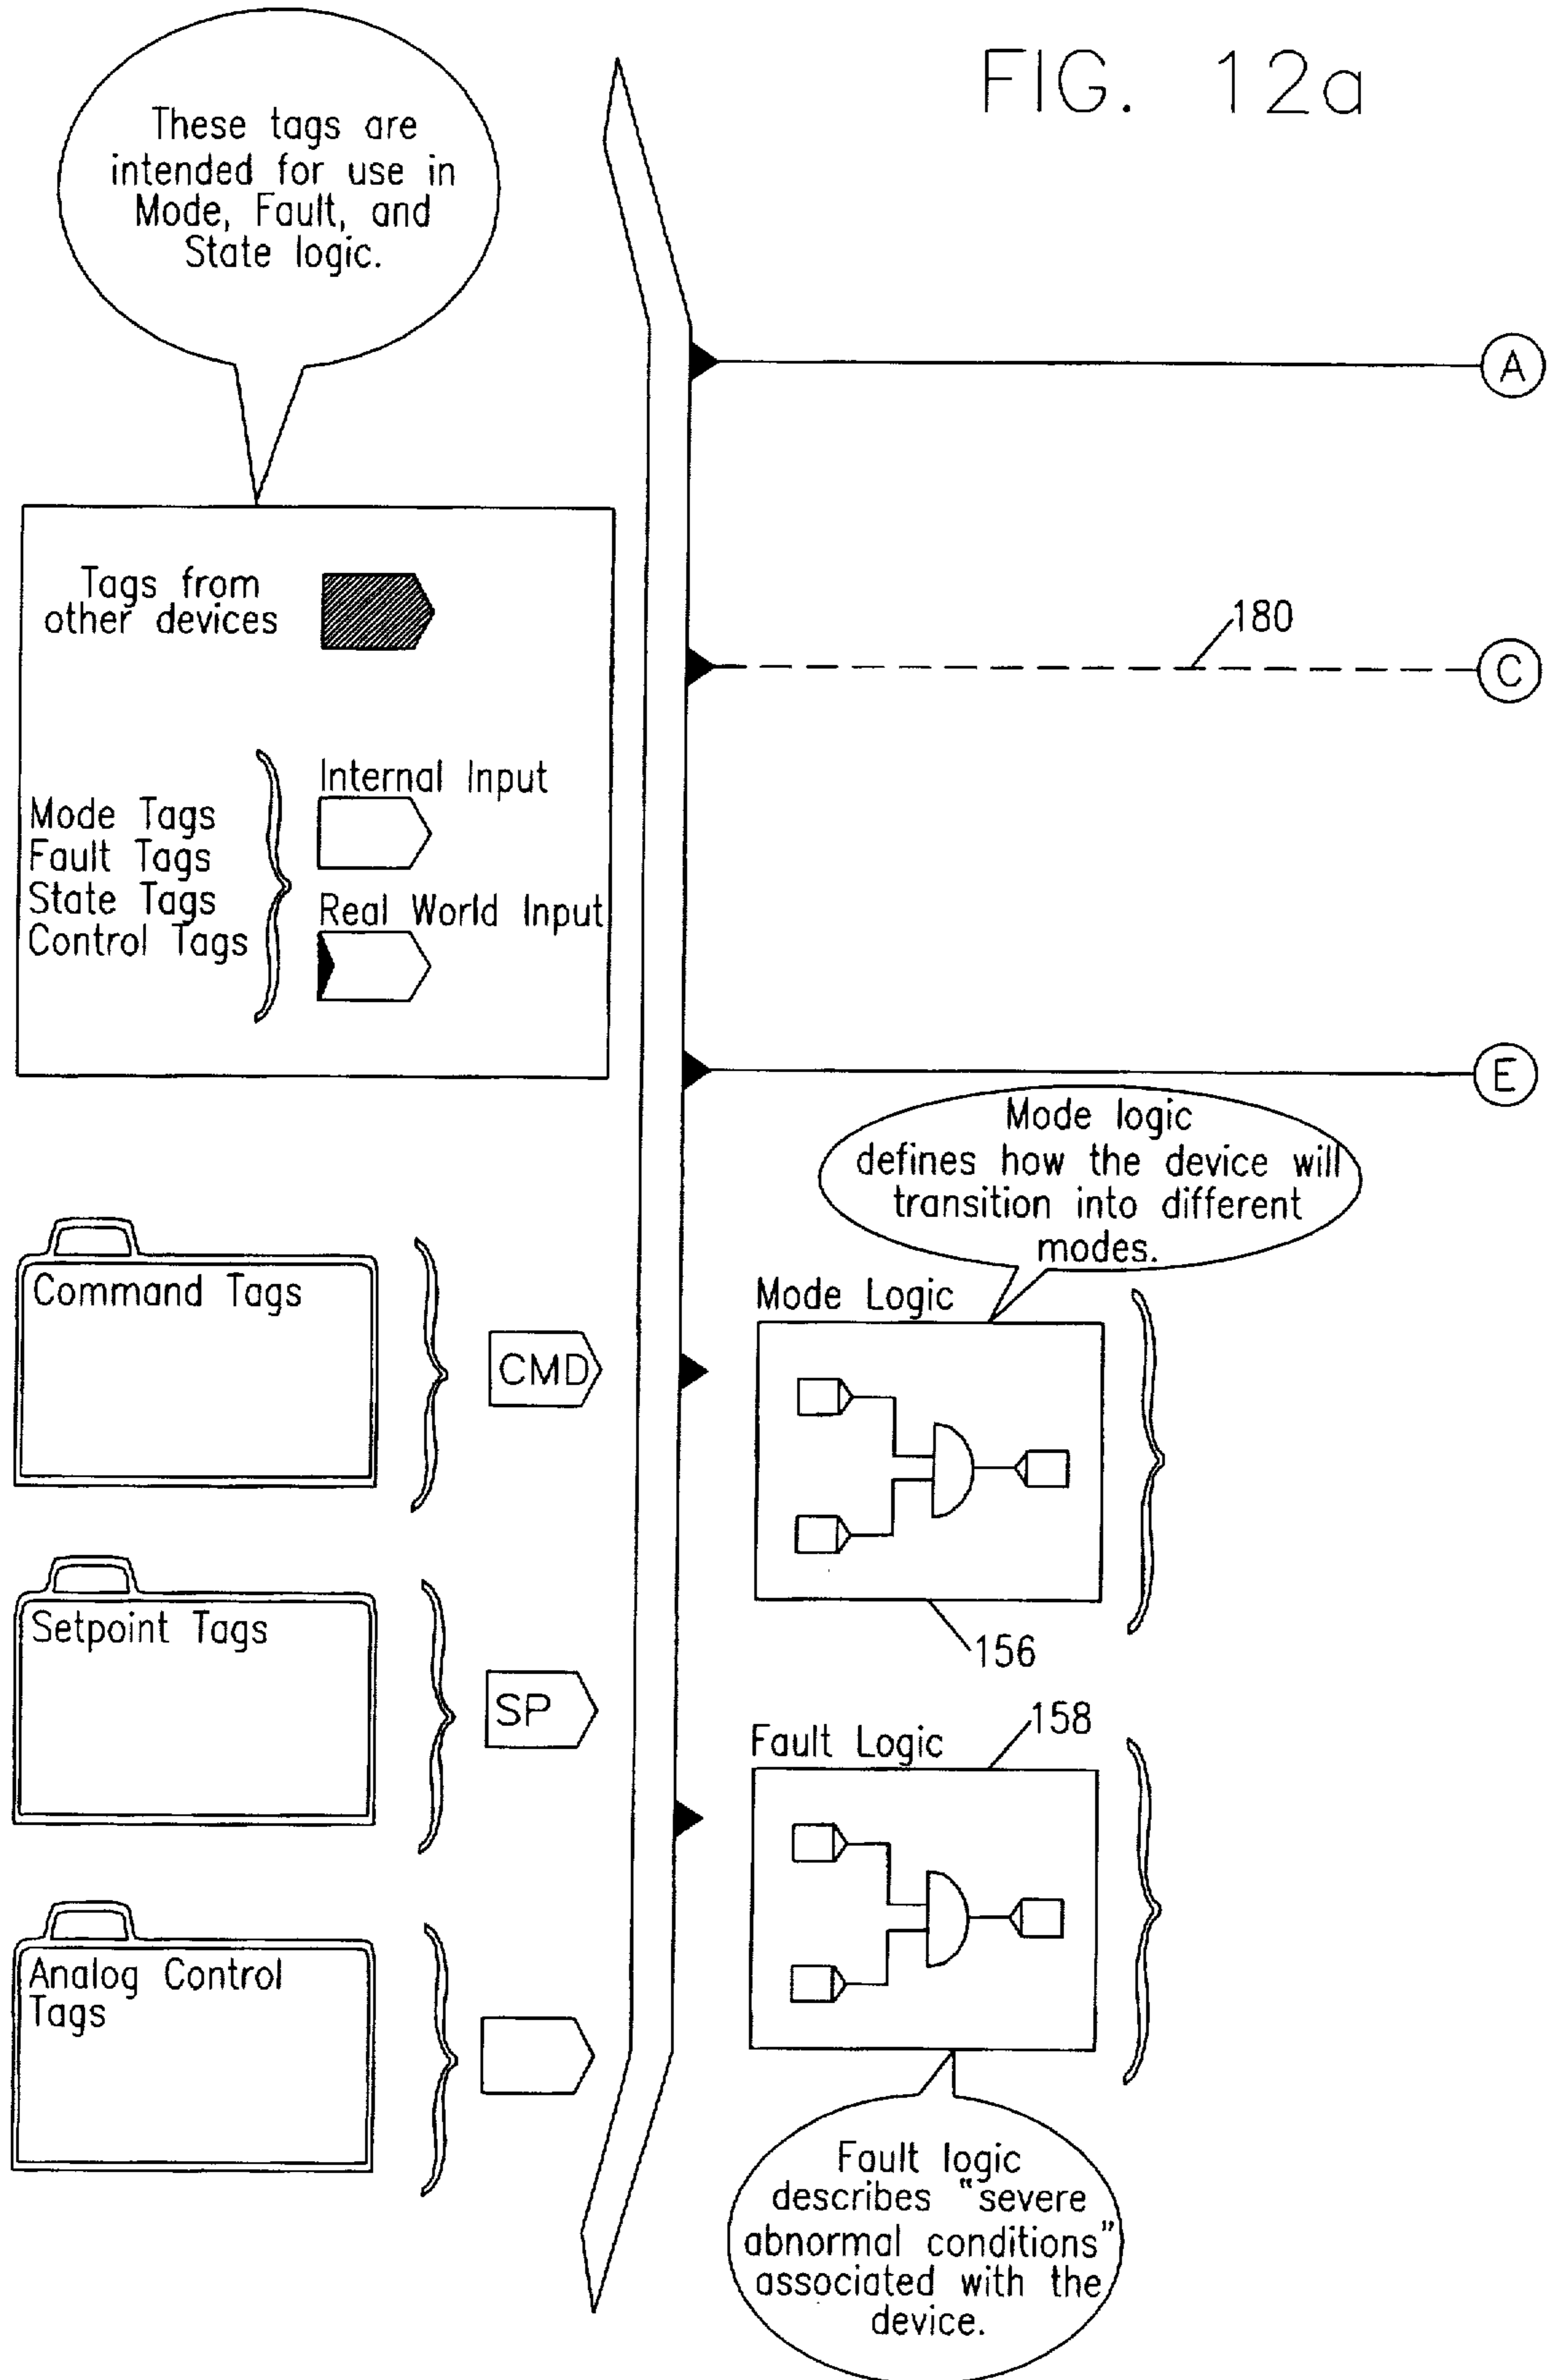 FIG. 12a
These tags are
intended for use in
Mode, Fault, and
State logic.
A
Tags from
other devices
180
C
Internal Input
Mode Tags
Fault Tags
State Tags
Control Tags
Real World Input
E
Mode logic
defines how the device will
transition into different
modes.
Command Tags
CMD
Mode Logic
156
Setpoint Tags
SP
Fault Logic
158
Analog Control
Tags
Fault logic
describes "severe
abnormal conditions"
associated with the
device.